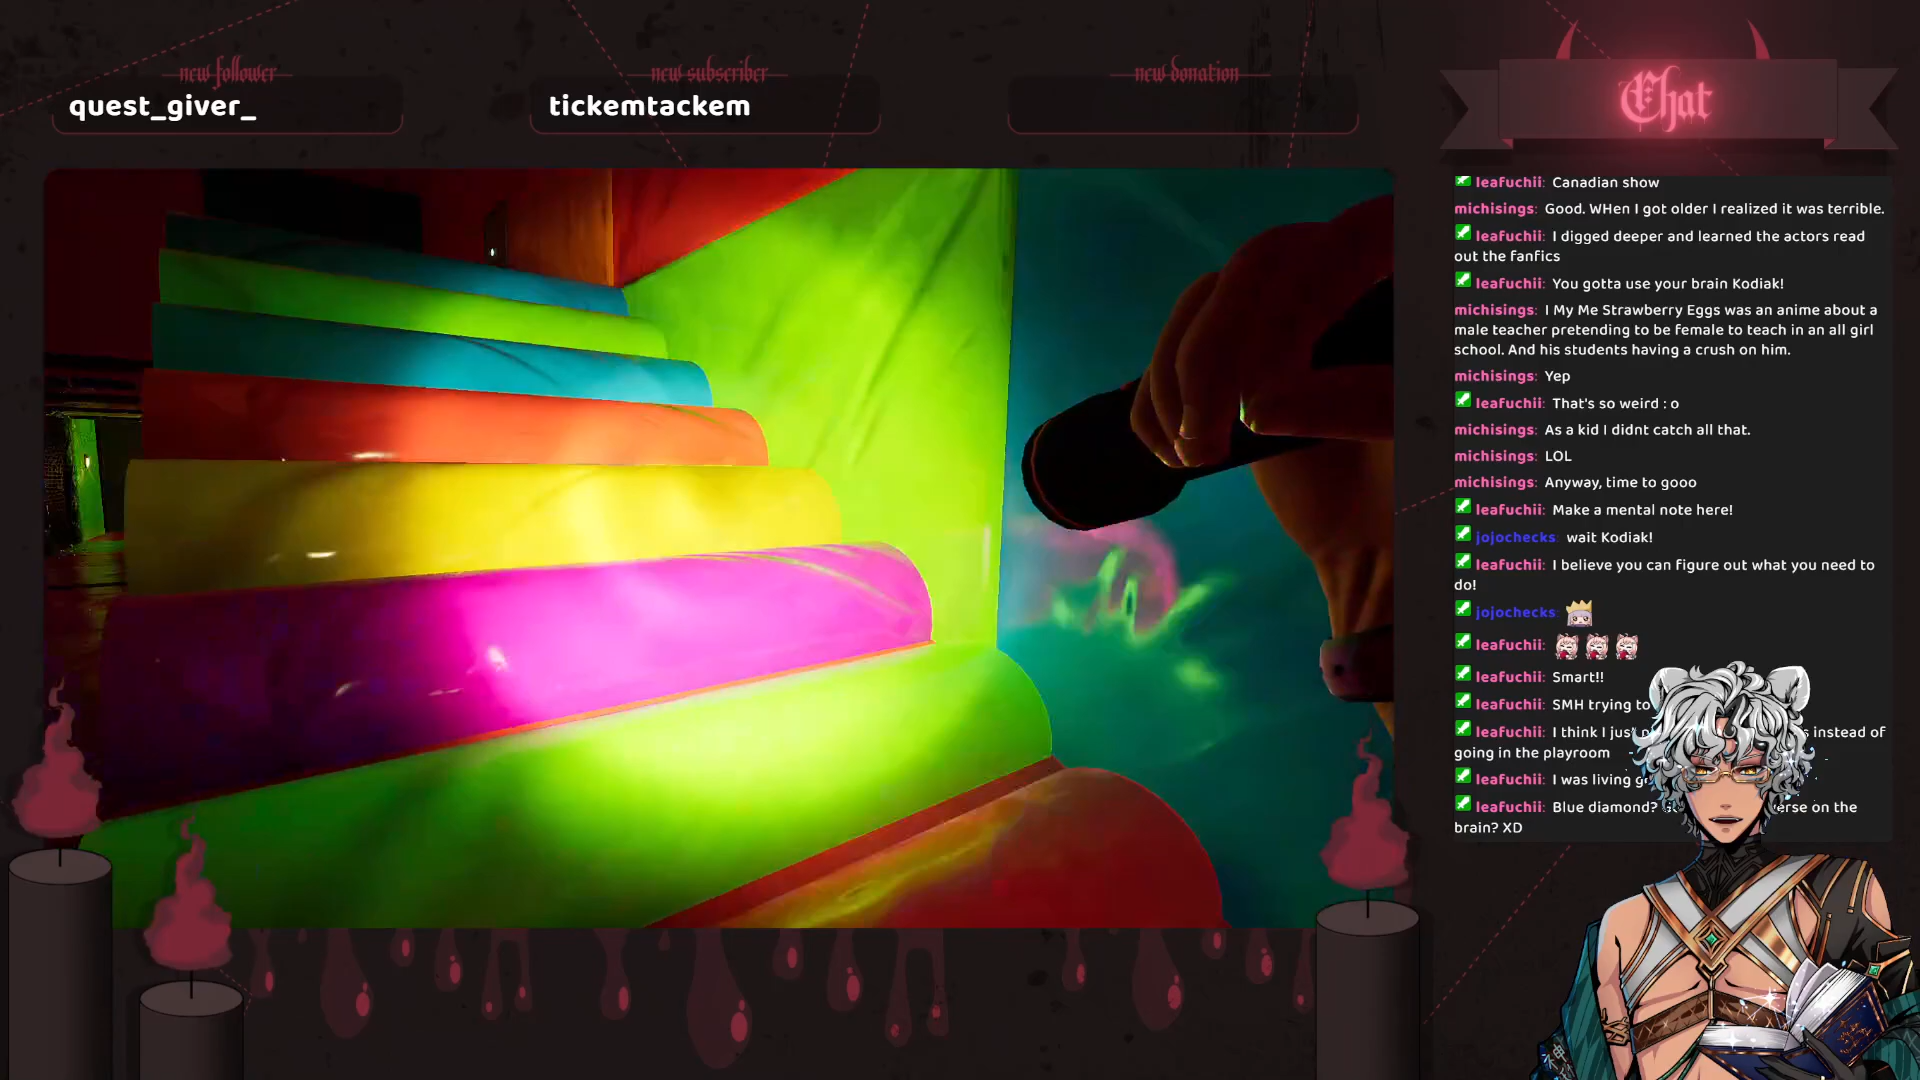 new follower
quest_giver_
new subscriber
tickemtackem
new donation
Chat
leafuchii: Canadian show
michisings: Good. WHen I got older I realized it was terrible.
leafuchii: I digged deeper and learned the actors read
out the fanfics
leafuchii: You gotta use your brain Kodiak!
michisings: I My Me Strawberry Eggs was an anime about a
male teacher pretending to be female to teach in an all girl
school. And his students having a crush on him.
michisings: Yep
leafuchii: That's so weird : o
michisings: As a kid I didnt catch all that.
michisings: LOL
michisings: Anyway, time to gooo
leafuchii: Make a mental note here!
jojochecks: wait Kodiak!
leafuchii: I believe you can figure out what you need to
do!
jojochecks:
leafuchii:
leafuchii: Smart!!
leafuchii: SMH trying to
leafuchii: I think I just instead of
going in the playroom
leafuchii: I was living
leafuchii: Blue diamond? on the
brain? XD